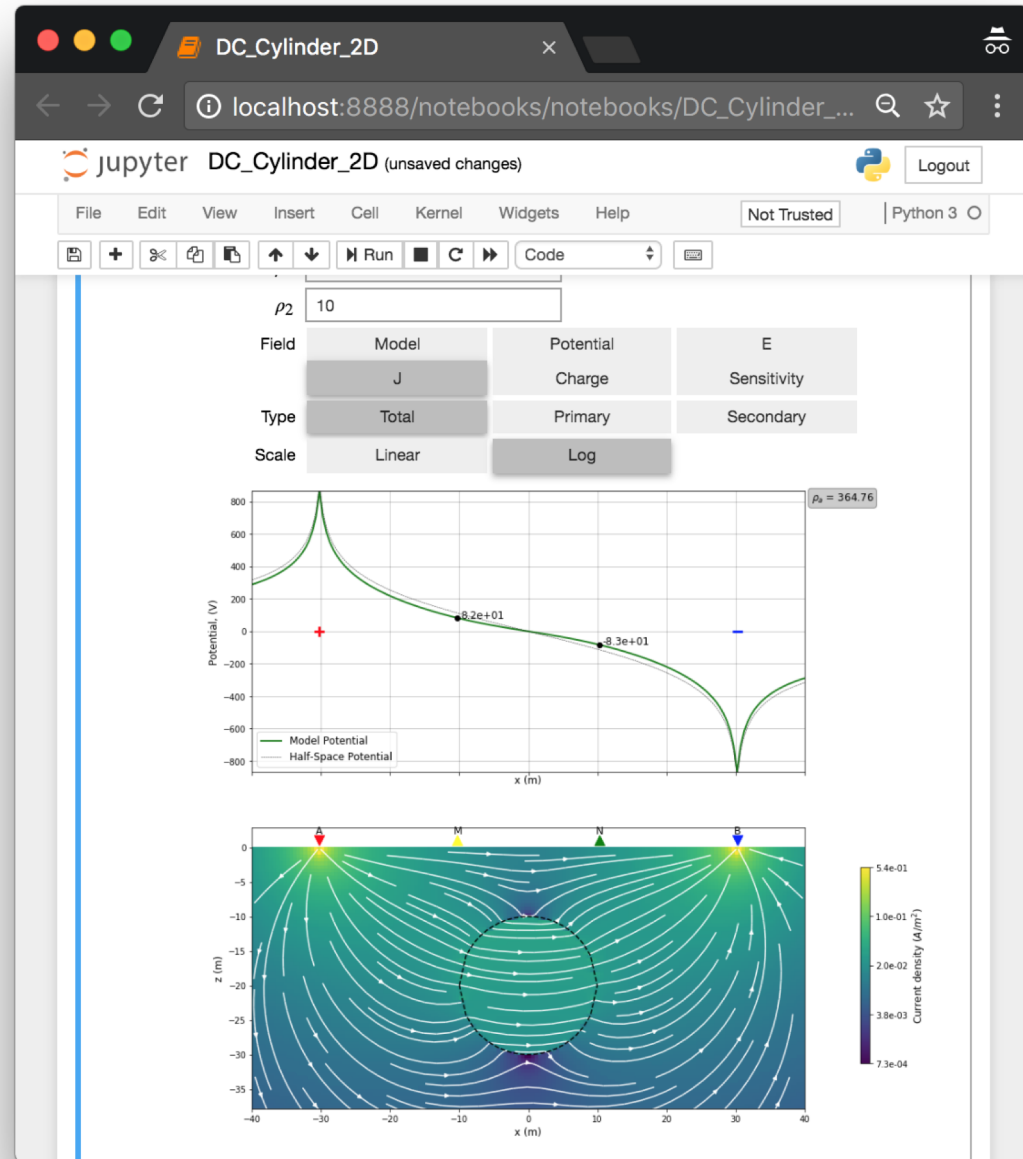 DC_Cylinder_2D ×
localhost:8888/notebooks/notebooks/DC_Cylinder_...
jupyter DC_Cylinder_2D (unsaved changes) Logout
File Edit View Insert Cell Kernel Widgets Help Not Trusted Python 3
Run Code
ρ2 10
Field Model Potential E
J Charge Sensitivity
Type Total Primary Secondary
Scale Linear Log
ρa = 364.76
800
600
400
200
0
−200
−400
−600
−800
Potential, (V)
+
8.2e+01
-8.3e+01
−
Model Potential
Half-Space Potential
x (m)
A M N B
0
−5
−10
−15
−20
−25
−30
−35
z (m)
−40 −30 −20 −10 0 10 20 30 40
x (m)
5.4e-01
1.0e-01
2.0e-02
3.8e-03
7.3e-04
Current density (A/m²)